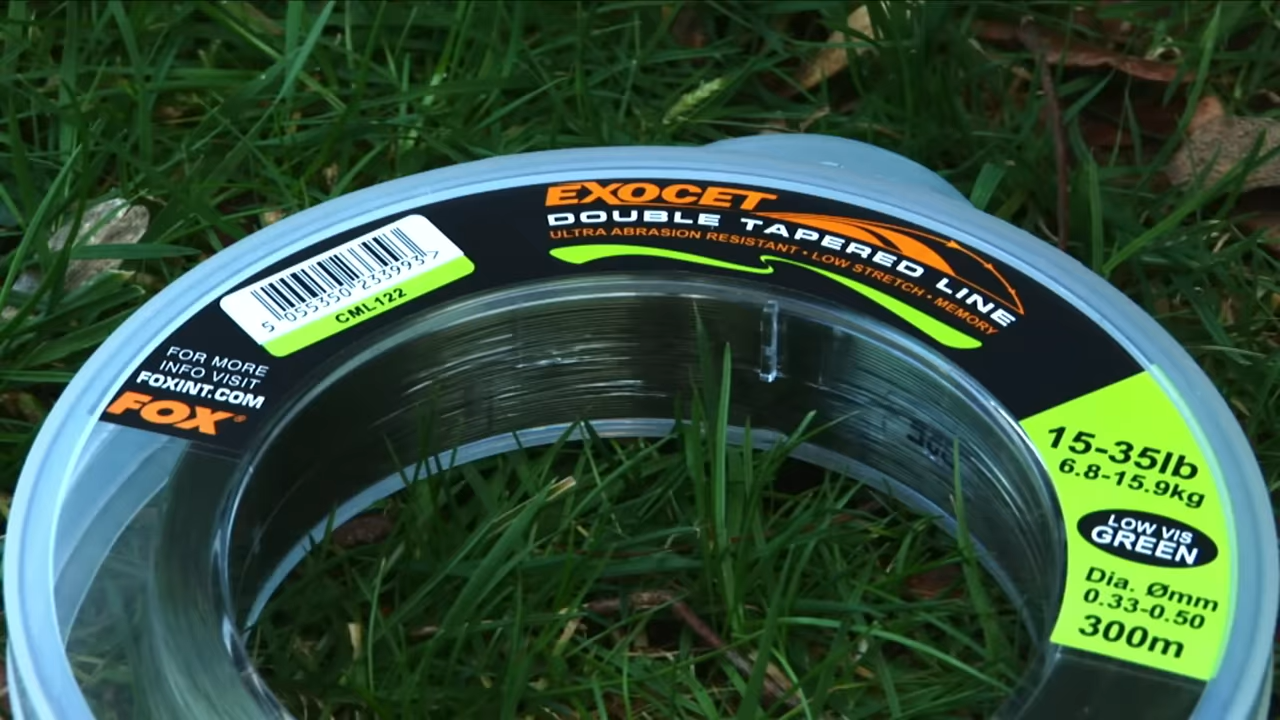 EXOCET
DOUBLE TAPERED LINE
ULTRA ABRASION RESISTANT • LOW STRETCH • MEMORY
5 055350 233993 >
CML122
FOR MORE
INFO VISIT
FOXINT.COM
FOX®
15-35lb
6.8-15.9kg
LOW VIS
GREEN
Dia. Ømm
0.33-0.50
300m